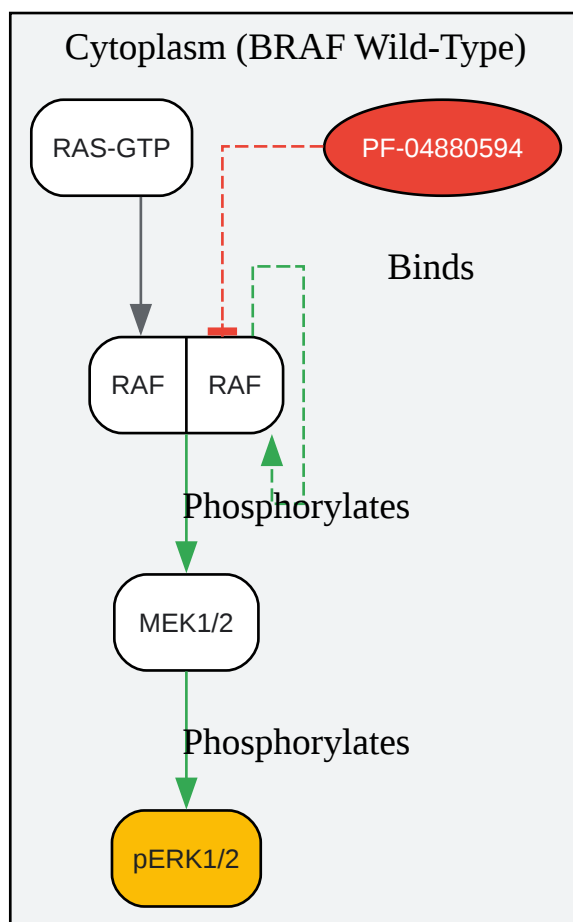 Cytoplasm (BRAF Wild-Type)
RAS-GTP
PF-04880594
Binds
RAF
RAF
Phosphorylates
MEK1/2
Phosphorylates
pERK1/2